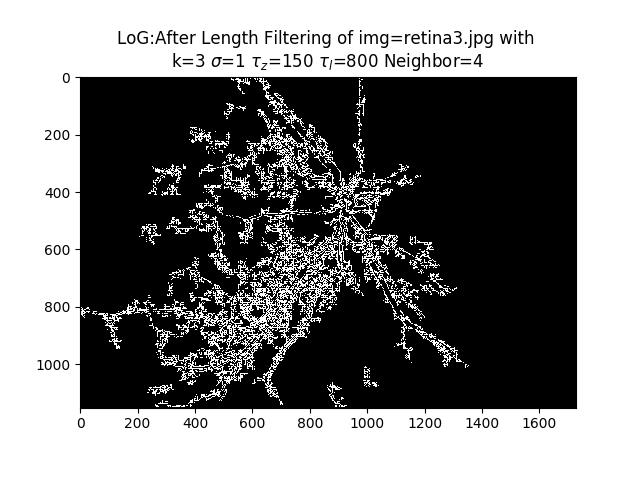 LoG:After Length Filtering of img=retina3.jpg with
k=3 σ=1 τz=150 τl=800 Neighbor=4
0
200
400
600
800
1000
0 200 400 600 800 1000 1200 1400 1600